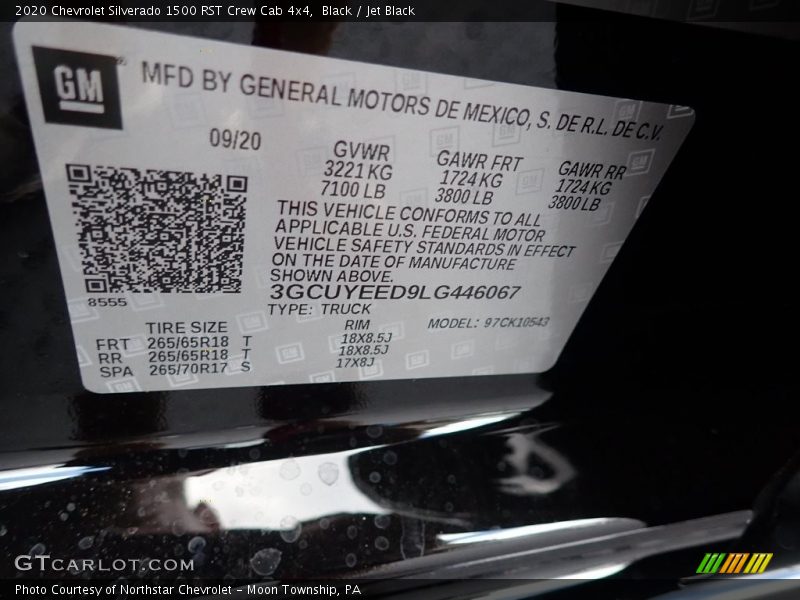 2020 Chevrolet Silverado 1500 RST Crew Cab 4x4, Black / Jet Black
GM
MFD BY GENERAL MOTORS DE MEXICO, S. DE R.L. DE C.V.
09/20
GVWR GAWR FRT GAWR RR
3221 KG 1724 KG 1724 KG
7100 LB 3800 LB 3800 LB
THIS VEHICLE CONFORMS TO ALL
APPLICABLE U.S. FEDERAL MOTOR
VEHICLE SAFETY STANDARDS IN EFFECT
ON THE DATE OF MANUFACTURE
SHOWN ABOVE.
8555
3GCUYEED9LG446067
TYPE: TRUCK MODEL: 97CK10543
TIRE SIZE RIM
FRT 265/65R18 T 18X8.5J
RR 265/65R18 T 18X8.5J
SPA 265/70R17 S 17X8J
GTCARLOT.COM
Photo Courtesy of Northstar Chevrolet - Moon Township, PA